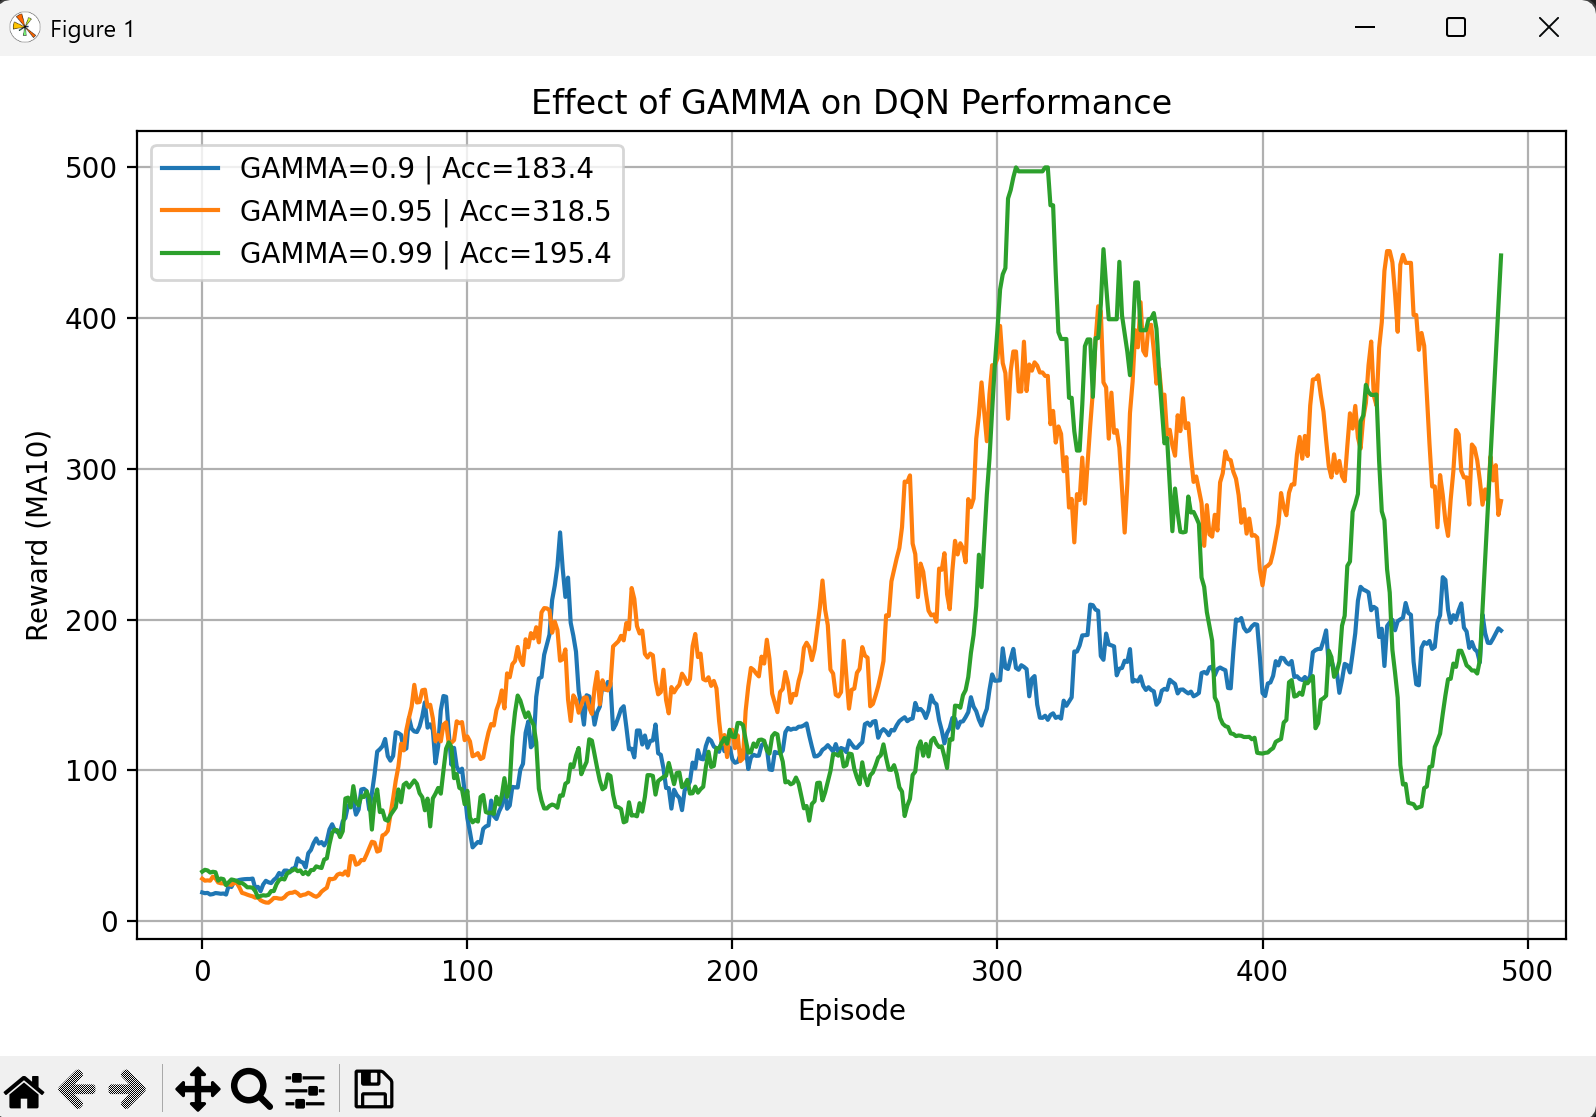 Figure 1
Effect of GAMMA on DQN Performance
GAMMA=0.9 | Acc=183.4
GAMMA=0.95 | Acc=318.5
GAMMA=0.99 | Acc=195.4
Reward (MA10)
500
400
300
200
100
0
0 100 200 300 400 500
Episode